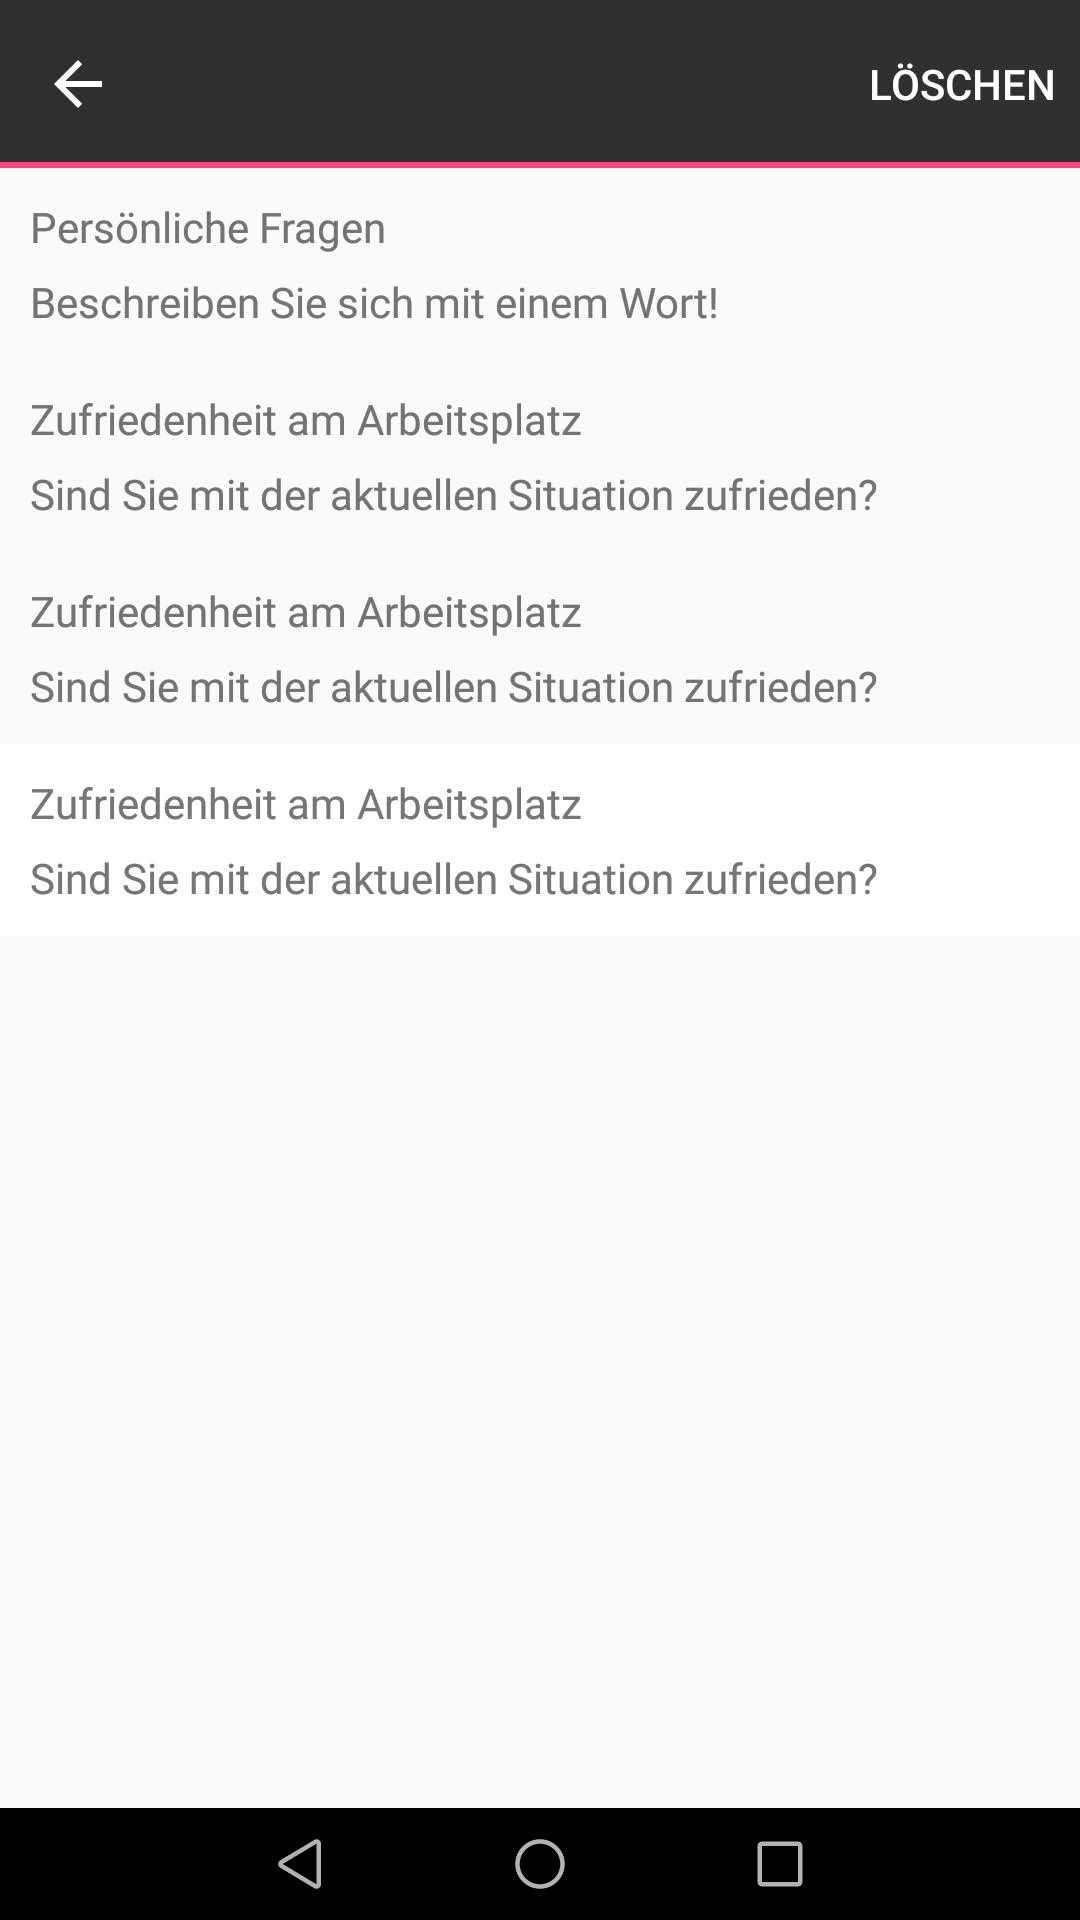 LÖSCHEN
Persönliche Fragen
Beschreiben Sie sich mit einem Wort!
Zufriedenheit am Arbeitsplatz
Sind Sie mit der aktuellen Situation zufrieden?
Zufriedenheit am Arbeitsplatz
Sind Sie mit der aktuellen Situation zufrieden?
Zufriedenheit am Arbeitsplatz
Sind Sie mit der aktuellen Situation zufrieden?